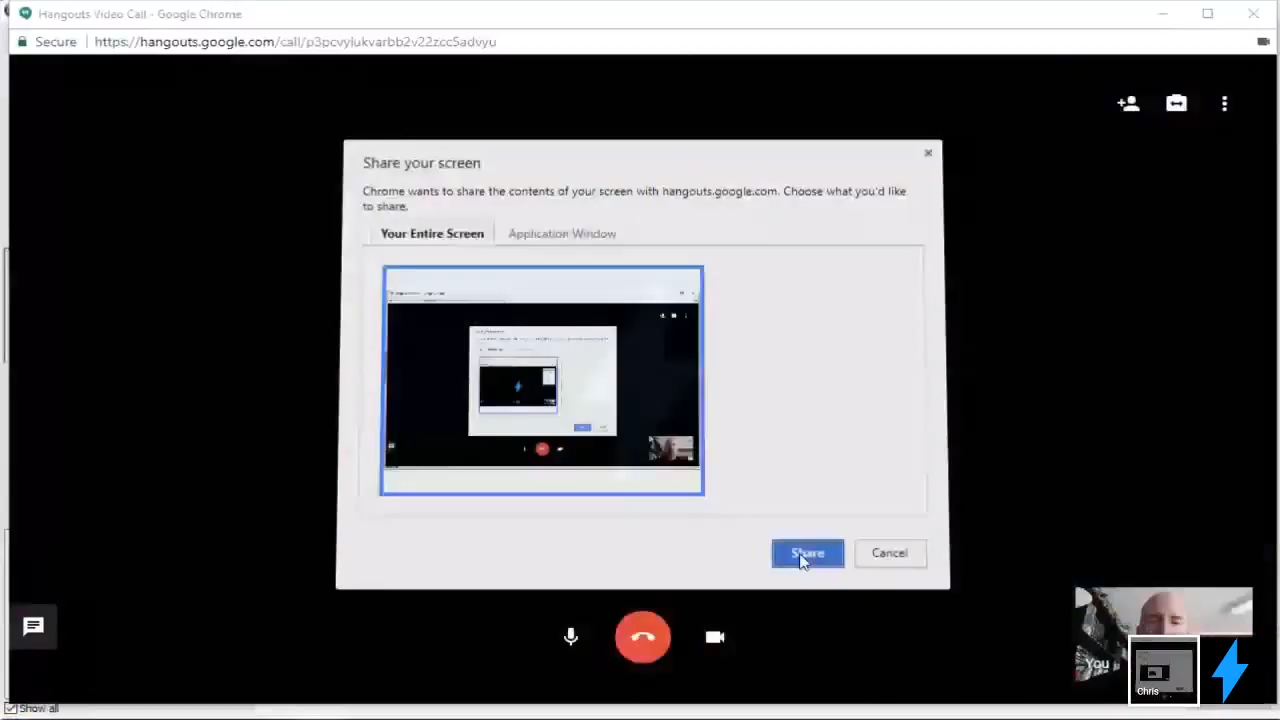 Hangouts Video Call - Google Chrome
Secure
https://hangouts.google.com/call/p3pcvylukvarbb2v22zcc5advyu
Share your screen
Chrome wants to share the contents of your screen with hangouts.google.com. Choose what you'd like
to share.
Your Entire Screen
Application Window
Share
Cancel
You
Chris
Show all